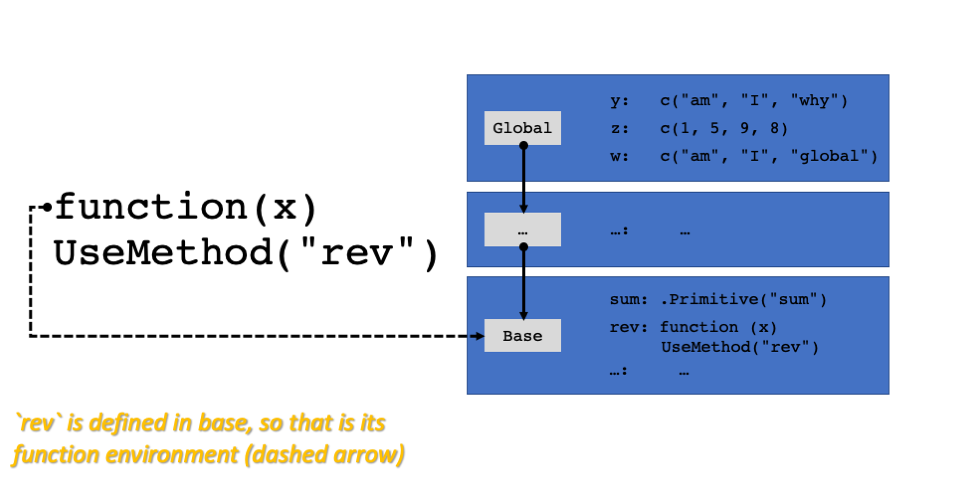 function(x)
UseMethod("rev")
`rev` is defined in base, so that is its
function environment (dashed arrow)
Global
y: c("am", "I", "why")
z: c(1, 5, 9, 8)
w: c("am", "I", "global")
…
…: …
Base
sum: .Primitive("sum")
rev: function (x)
UseMethod("rev")
…: …